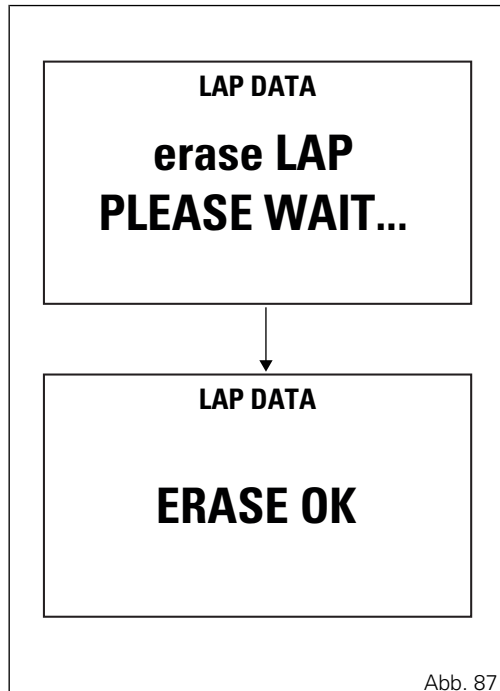 LAP DATA
erase LAP
PLEASE WAIT...
LAP DATA
ERASE OK
Abb. 87